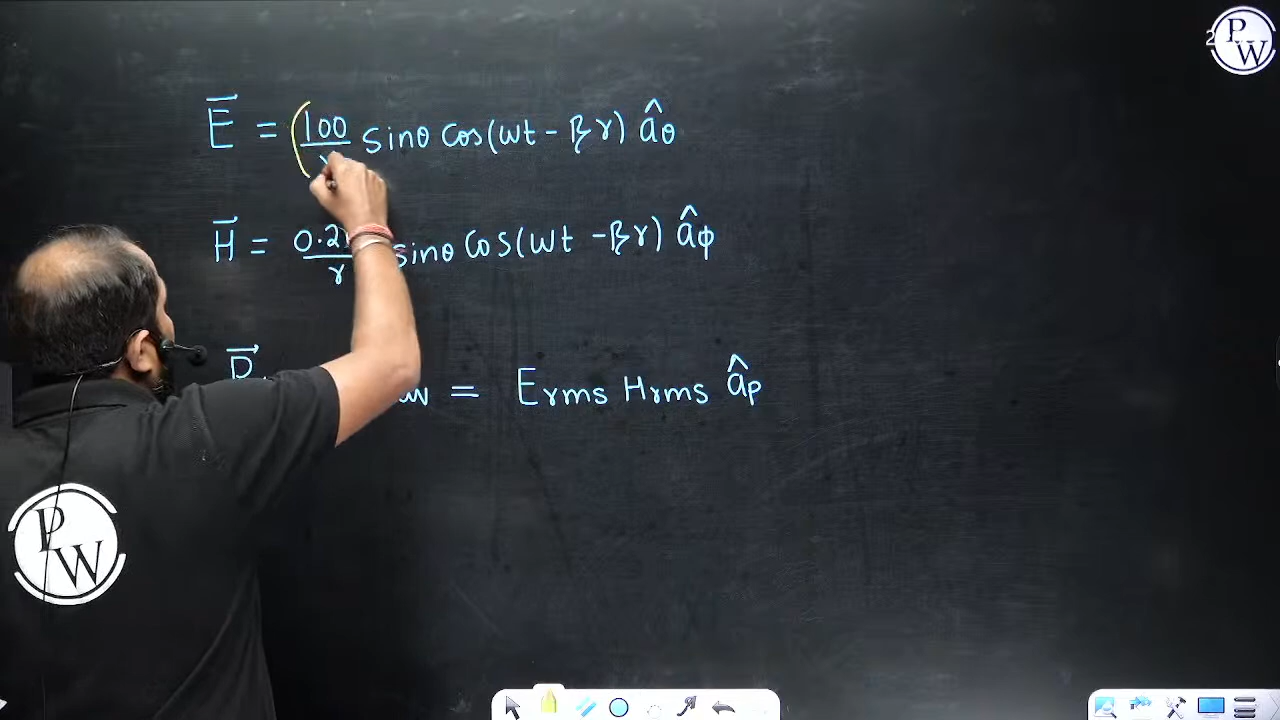 PW
E⃗ = (100/r sinθ cos(ωt - βr) âθ
H⃗ = 0.2/r sinθ cos(ωt - βr) âϕ
P⃗ = Erms Hrms âp
PW